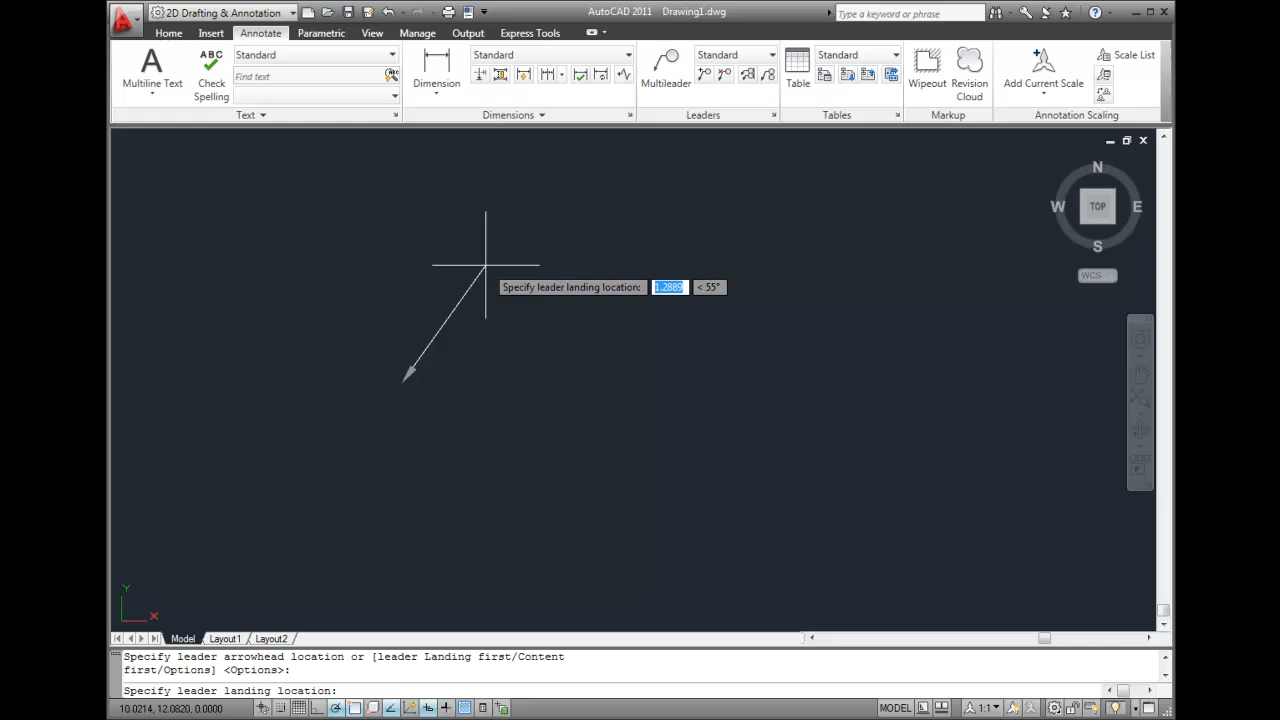 2D Drafting & Annotation
AutoCAD 2011 Drawing1.dwg
Type a keyword or phrase
Home Insert Annotate Parametric View Manage Output Express Tools
Multiline Text
ABC
Check Spelling
Standard
Find text
Text
Dimension
Standard
Dimensions
Multileader
Standard
Leaders
Table
Standard
Tables
Wipeout
Revision Cloud
Markup
Add Current Scale
Scale List
Annotation Scaling
N
W TOP E
S
WCS
Specify leader landing location: 1.2889 < 55°
Y
X
Model Layout1 Layout2
Specify leader arrowhead location or [leader Landing first/Content
first/Options] <Options>:
Specify leader landing location:
10.0214, 12.0820, 0.0000 MODEL 1:1